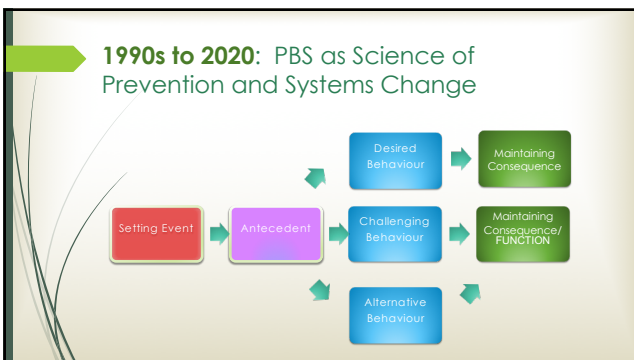 1990s to 2020: PBS as Science of
Prevention and Systems Change
Desired
Behaviour
Maintaining
Consequence
Setting Event
Antecedent
Challenging
Behaviour
Maintaining
Consequence/
FUNCTION
Alternative
Behaviour